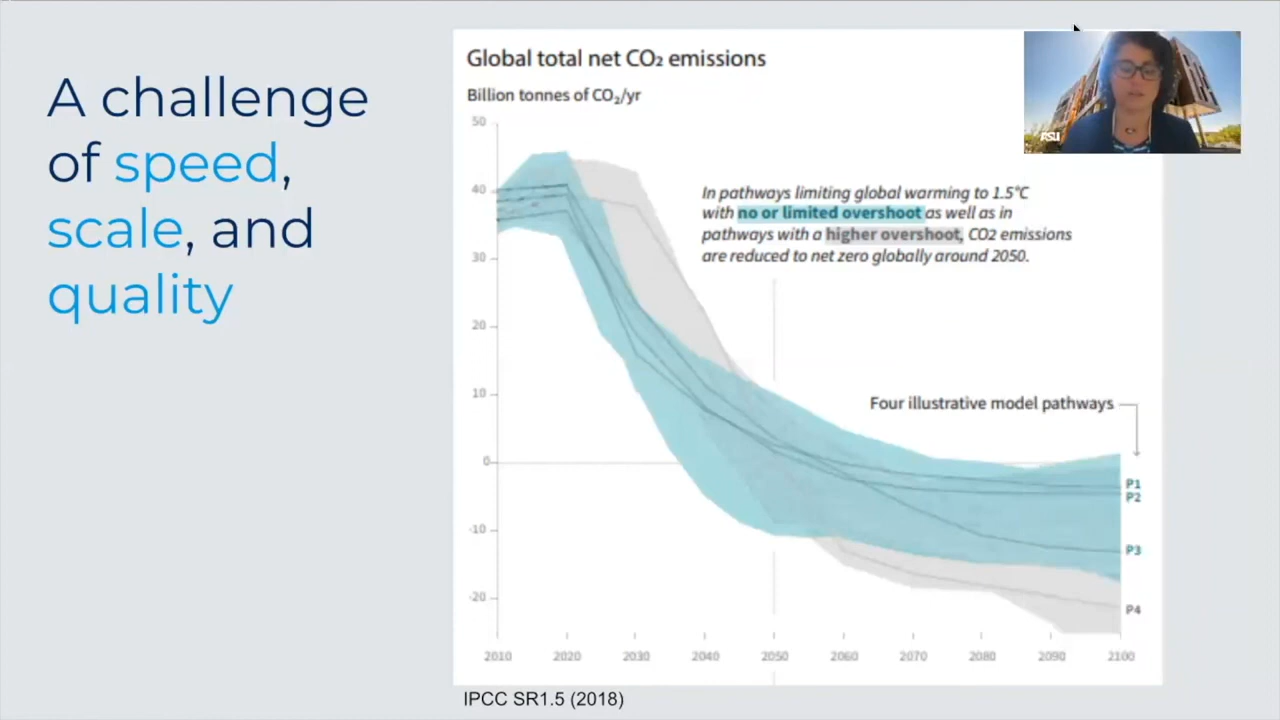 A challenge
of speed,
scale, and
quality
Global total net CO₂ emissions
Billion tonnes of CO₂/yr
50
40
30
20
10
0
-10
-20
In pathways limiting global warming to 1.5°C
with no or limited overshoot as well as in
pathways with a higher overshoot, CO2 emissions
are reduced to net zero globally around 2050.
Four illustrative model pathways
P1
P2
P3
P4
2010 2020 2030 2040 2050 2060 2070 2080 2090 2100
IPCC SR1.5 (2018)
ASU